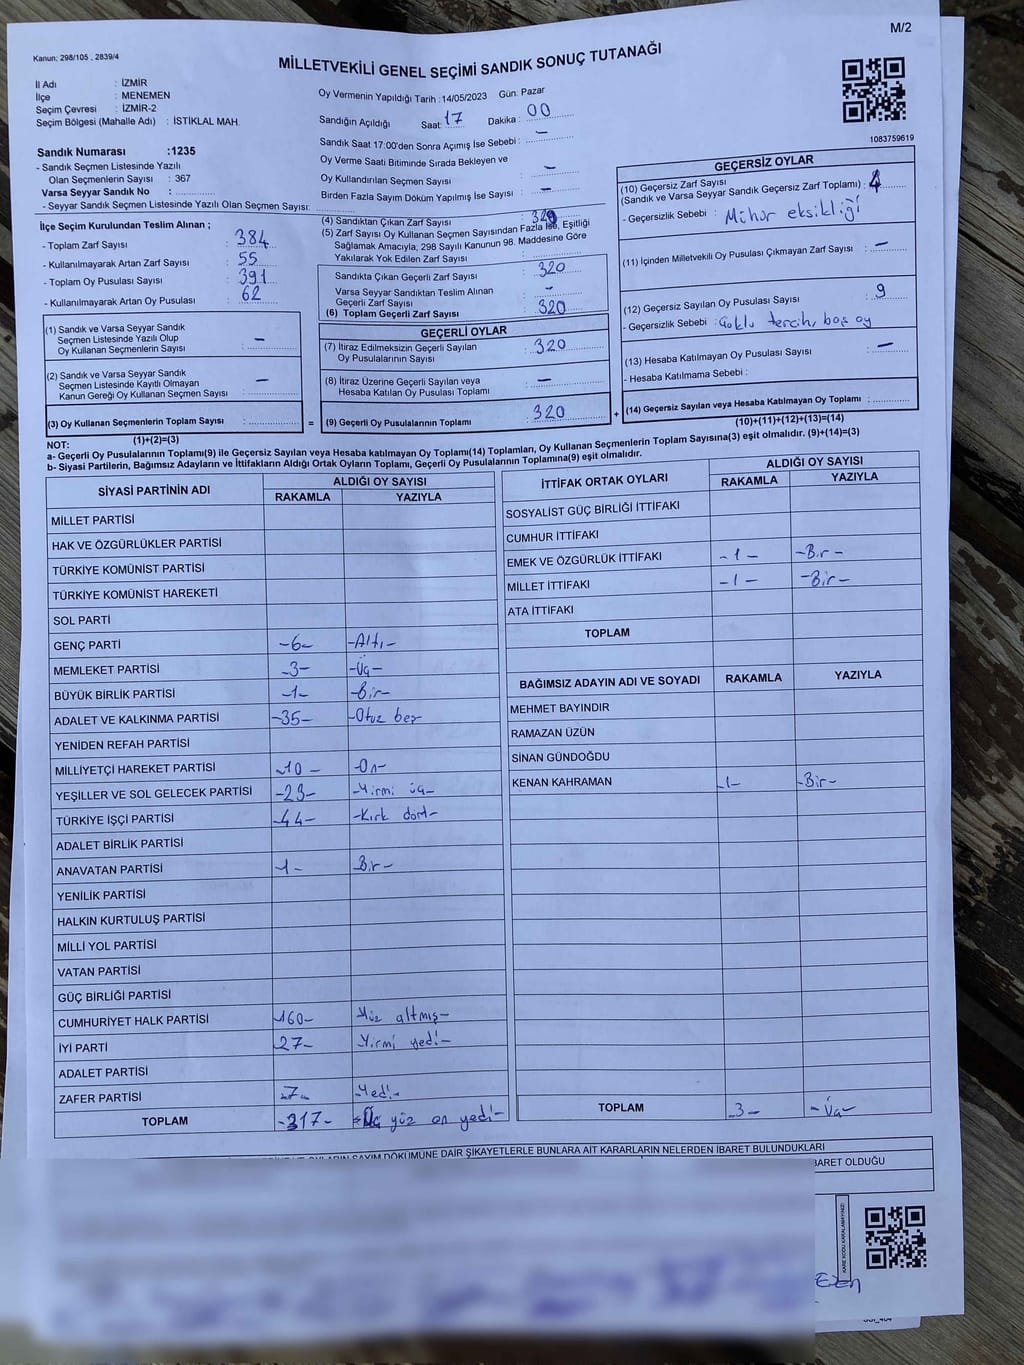 M/2
Kanun; 298/105 , 2839/4
MİLLETVEKİLİ GENEL SEÇİMİ SANDIK SONUÇ TUTANAĞI
İl Adı : İZMİR
İlçe : MENEMEN
Seçim Çevresi : İZMİR-2
Seçim Bölgesi (Mahalle Adı) : İSTİKLAL MAH.
Sandık Numarası :1235
- Sandık Seçmen Listesinde Yazılı
Olan Seçmenlerin Sayısı : 367
Varsa Seyyar Sandık No :
- Seyyar Sandık Seçmen Listesinde Yazılı Olan Seçmen Sayısı:
Oy Vermenin Yapıldığı Tarih :14/05/2023 Gün: Pazar
Sandığın Açıldığı Saat: 17 Dakika : 00
Sandık Saat 17:00'den Sonra Açımış İse Sebebi : –
Oy Verme Saati Bitiminde Sırada Bekleyen ve
Oy Kullandırılan Seçmen Sayısı –
Birden Fazla Sayım Döküm Yapılmış İse Sayısı : –
1083759619
İlçe Seçim Kurulundan Teslim Alınan ;
- Toplam Zarf Sayısı : 384
- Kullanılmayarak Artan Zarf Sayısı : 55
- Toplam Oy Pusulası Sayısı : 391
- Kullanılmayarak Artan Oy Pusulası : 62
(1) Sandık ve Varsa Seyyar Sandık
Seçmen Listesinde Yazılı Olup
Oy Kullanan Seçmenlerin Sayısı : –
(2) Sandık ve Varsa Seyyar Sandık
Seçmen Listesinde Kayıtlı Olmayan
Kanun Gereği Oy Kullanan Seçmen Sayısı : –
(3) Oy Kullanan Seçmenlerin Toplam Sayısı :
(1)+(2)=(3)
(4) Sandıktan Çıkan Zarf Sayısı :
(5) Zarf Sayısı Oy Kullanan Seçmen Sayısından Fazla İse, Eşitliği
Sağlamak Amacıyla; 298 Sayılı Kanunun 98. Maddesine Göre
Yakılarak Yok Edilen Zarf Sayısı :
Sandıkta Çıkan Geçerli Zarf Sayısı : 320
Varsa Seyyar Sandıktan Teslim Alınan
Geçerli Zarf Sayısı : –
(6) Toplam Geçerli Zarf Sayısı : 320
GEÇERLİ OYLAR
(7) İtiraz Edilmeksizin Geçerli Sayılan
Oy Pusulalarının Sayısı : 320
(8) İtiraz Üzerine Geçerli Sayılan veya
Hesaba Katılan Oy Pusulası Toplamı : –
= (9) Geçerli Oy Pusulalarının Toplamı : 320
GEÇERSİZ OYLAR
(10) Geçersiz Zarf Sayısı
(Sandık ve Varsa Seyyar Sandık Geçersiz Zarf Toplamı) :
- Geçersizlik Sebebi : Mühür eksikliği
(11) İçinden Milletvekili Oy Pusulası Çıkmayan Zarf Sayısı : –
(12) Geçersiz Sayılan Oy Pusulası Sayısı : 9
- Geçersizlik Sebebi : Çoklu tercih, boş oy
(13) Hesaba Katılmayan Oy Pusulası Sayısı : –
- Hesaba Katılmama Sebebi :
+ (14) Geçersiz Sayılan veya Hesaba Katılmayan Oy Toplamı :
(10)+(11)+(12)+(13)=(14)
NOT:
a- Geçerli Oy Pusulalarının Toplamı(9) ile Geçersiz Sayılan veya Hesaba katılmayan Oy Toplamı(14) Toplamları, Oy Kullanan Seçmenlerin Toplam Sayısına(3) eşit olmalıdır. (9)+(14)=(3)
b- Siyasi Partilerin, Bağımsız Adayların ve İttifakların Aldığı Ortak Oyların Toplamı, Geçerli Oy Pusulalarının Toplamına(9) eşit olmalıdır.
SİYASİ PARTİNİN ADI ALDIĞI OY SAYISI
RAKAMLA YAZIYLA
MİLLET PARTİSİ
HAK VE ÖZGÜRLÜKLER PARTİSİ
TÜRKİYE KOMÜNİST PARTİSİ
TÜRKİYE KOMÜNİST HAREKETİ
SOL PARTİ
GENÇ PARTİ -6- -Altı-
MEMLEKET PARTİSİ -3- -Üç-
BÜYÜK BİRLİK PARTİSİ -1- -Bir-
ADALET VE KALKINMA PARTİSİ -35- -Otuz beş
YENİDEN REFAH PARTİSİ
MİLLİYETÇİ HAREKET PARTİSİ -10- -On-
YEŞİLLER VE SOL GELECEK PARTİSİ -23- -Yirmi üç-
TÜRKİYE İŞÇİ PARTİSİ -44- -Kırk dört-
ADALET BİRLİK PARTİSİ
ANAVATAN PARTİSİ -1- -Bir-
YENİLİK PARTİSİ
HALKIN KURTULUŞ PARTİSİ
MİLLİ YOL PARTİSİ
VATAN PARTİSİ
GÜÇ BİRLİĞİ PARTİSİ
CUMHURİYET HALK PARTİSİ -160- Yüz altmış-
İYİ PARTİ 27- Yirmi yedi-
ADALET PARTİSİ
ZAFER PARTİSİ -7- -Yedi-
TOPLAM -317- Üç yüz on yedi-
İTTİFAK ORTAK OYLARI ALDIĞI OY SAYISI
RAKAMLA YAZIYLA
SOSYALİST GÜÇ BİRLİĞİ İTTİFAKI
CUMHUR İTTİFAKI
EMEK VE ÖZGÜRLÜK İTTİFAKI -1- -Bir-
MİLLET İTTİFAKI -1- -Bir-
ATA İTTİFAKI
TOPLAM
BAĞIMSIZ ADAYIN ADI VE SOYADI RAKAMLA YAZIYLA
MEHMET BAYINDIR
RAMAZAN ÜZÜN
SİNAN GÜNDOĞDU
KENAN KAHRAMAN -1- -Bir-
TOPLAM -3- -Üç-
SAYIM DÖKÜMÜNE DAİR ŞİKAYETLERLE BUNLARA AİT KARARLARIN NELERDEN İBARET BULUNDUKLARI
BARET OLDUĞU
KARE KODU KARALAMAYINIZ!